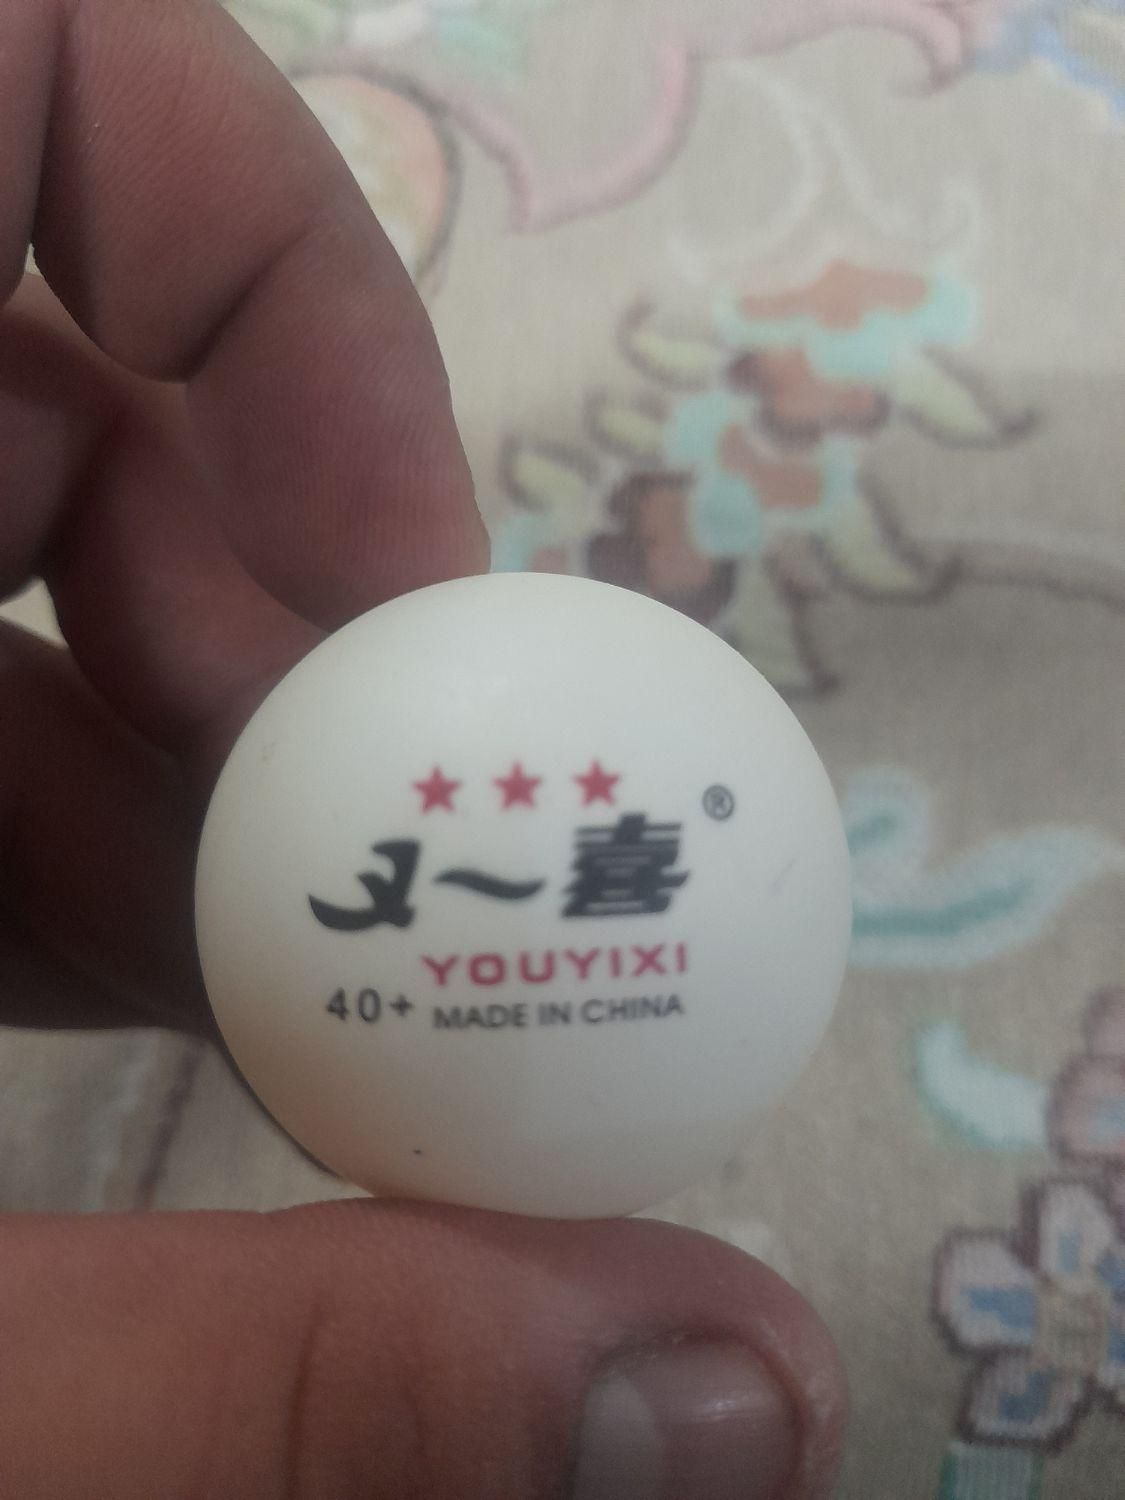 ★★★
又一喜®
YOUYIXI
40+ MADE IN CHINA